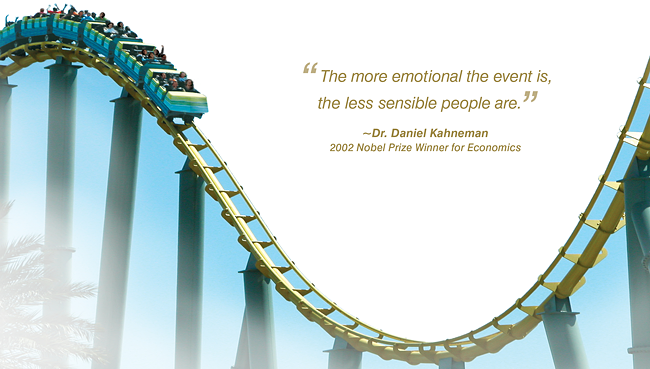 “The more emotional the event is,
the less sensible people are.”
~Dr. Daniel Kahneman
2002 Nobel Prize Winner for Economics